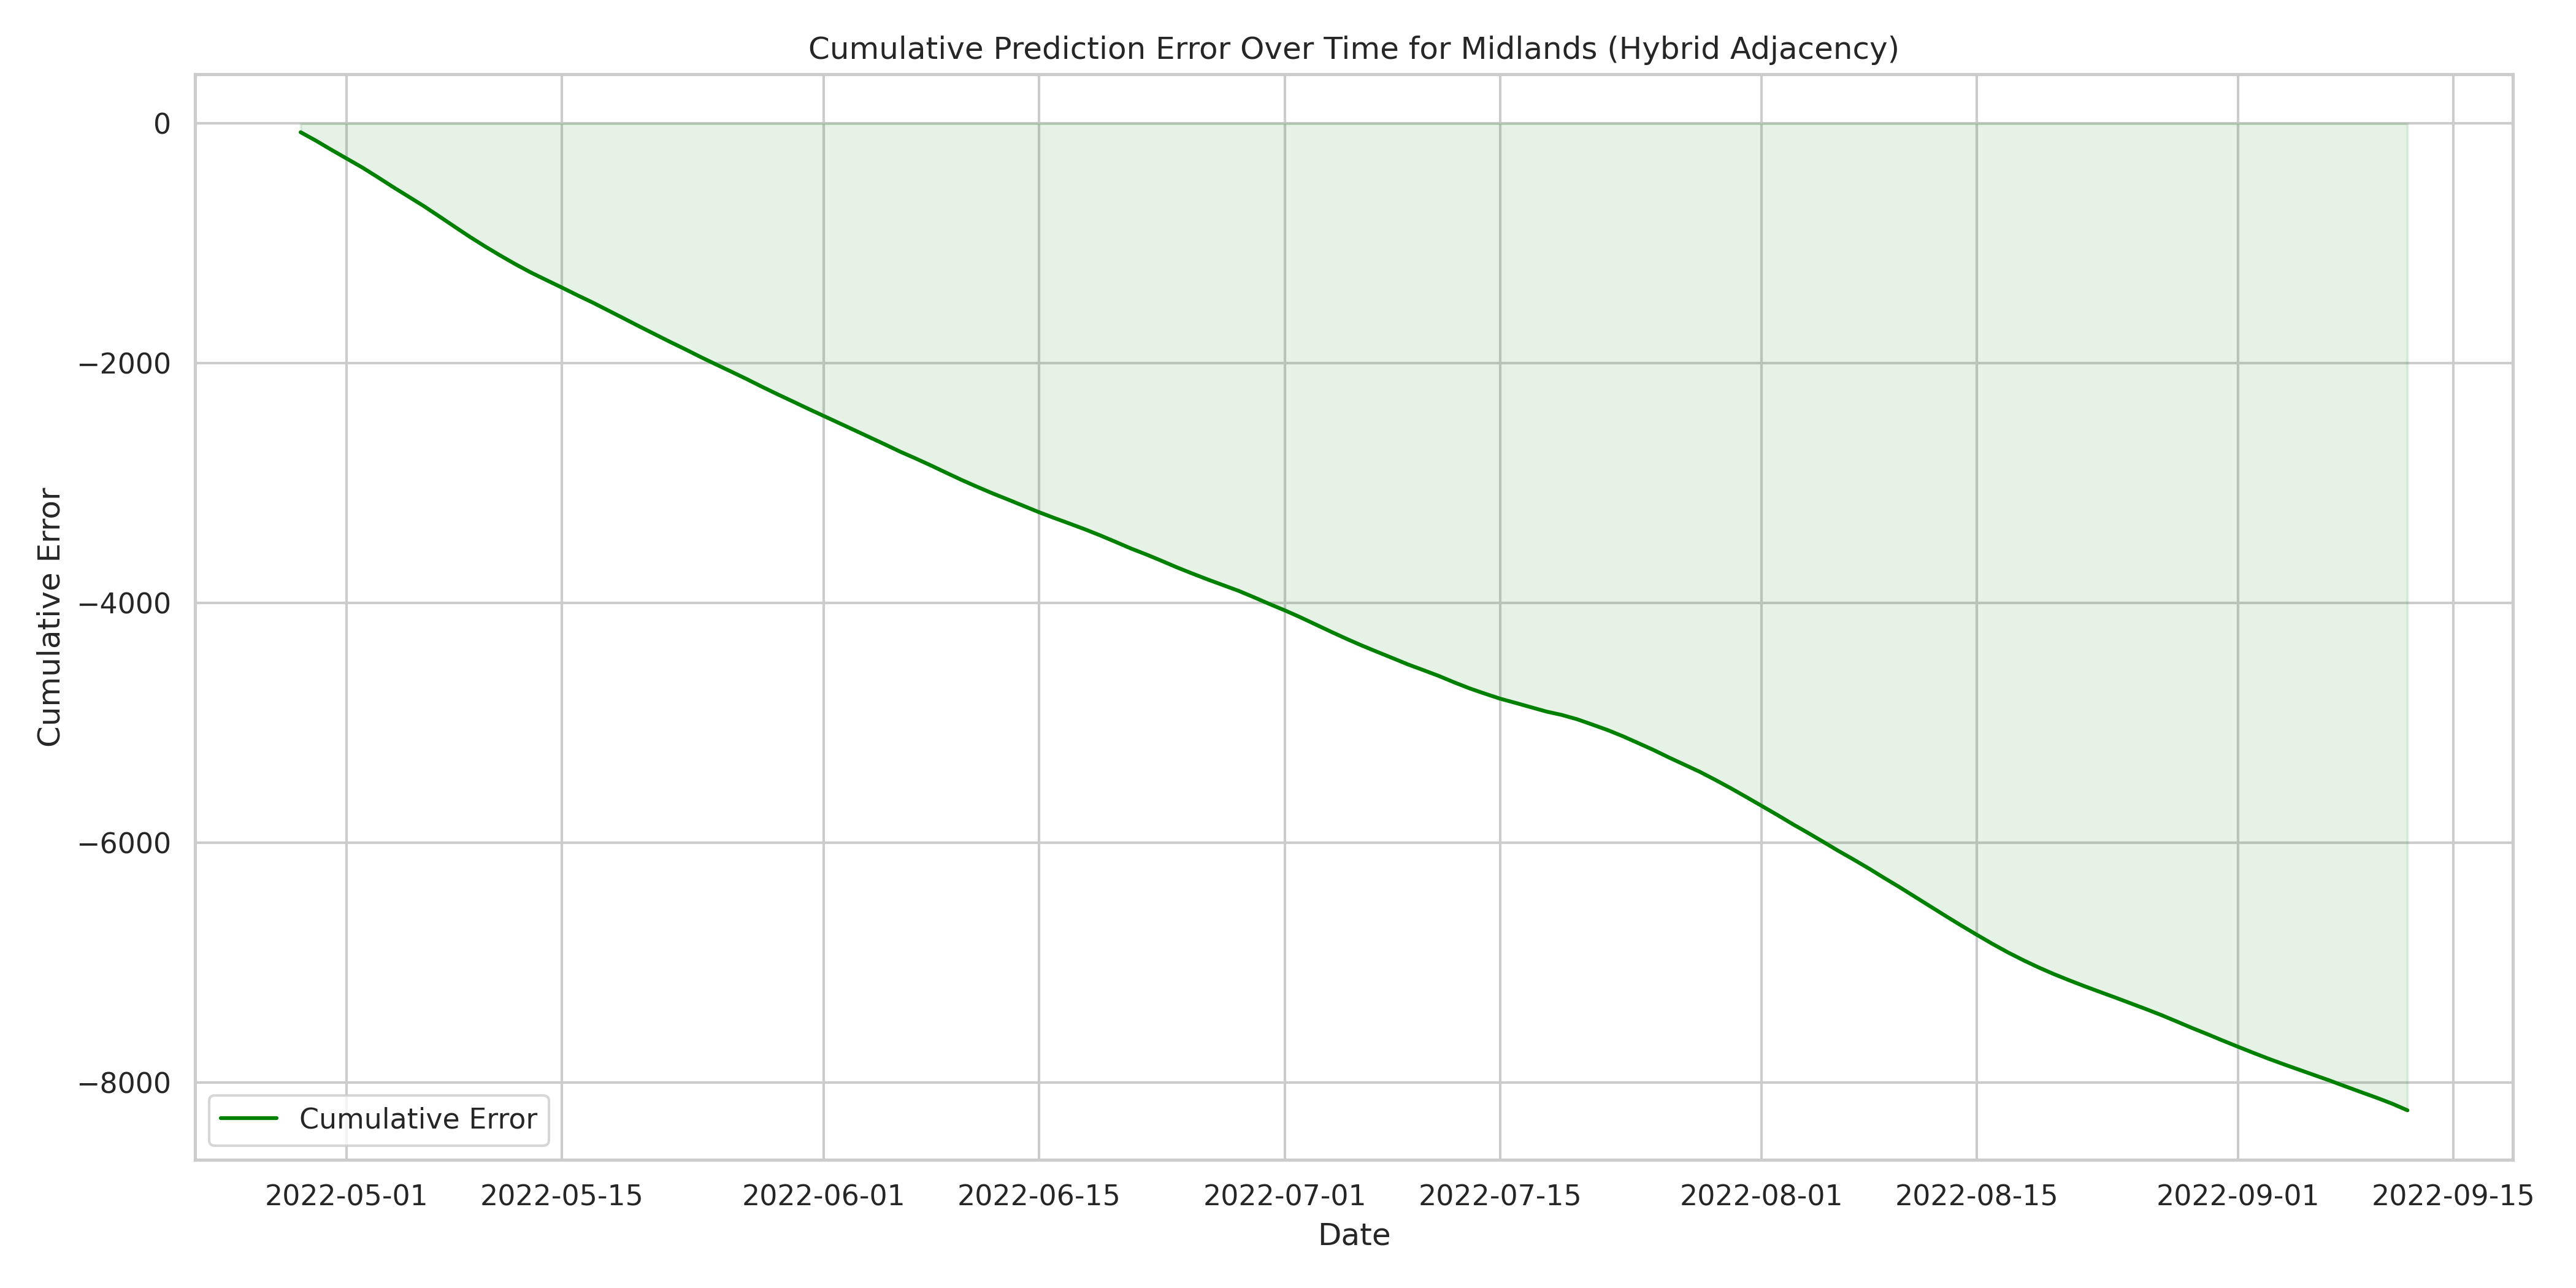 Cumulative Prediction Error Over Time for Midlands (Hybrid Adjacency)
0
−2000
−4000
−6000
−8000
Cumulative Error
Cumulative Error
2022-05-01 2022-05-15 2022-06-01 2022-06-15 2022-07-01 2022-07-15 2022-08-01 2022-08-15 2022-09-01 2022-09-15
Date